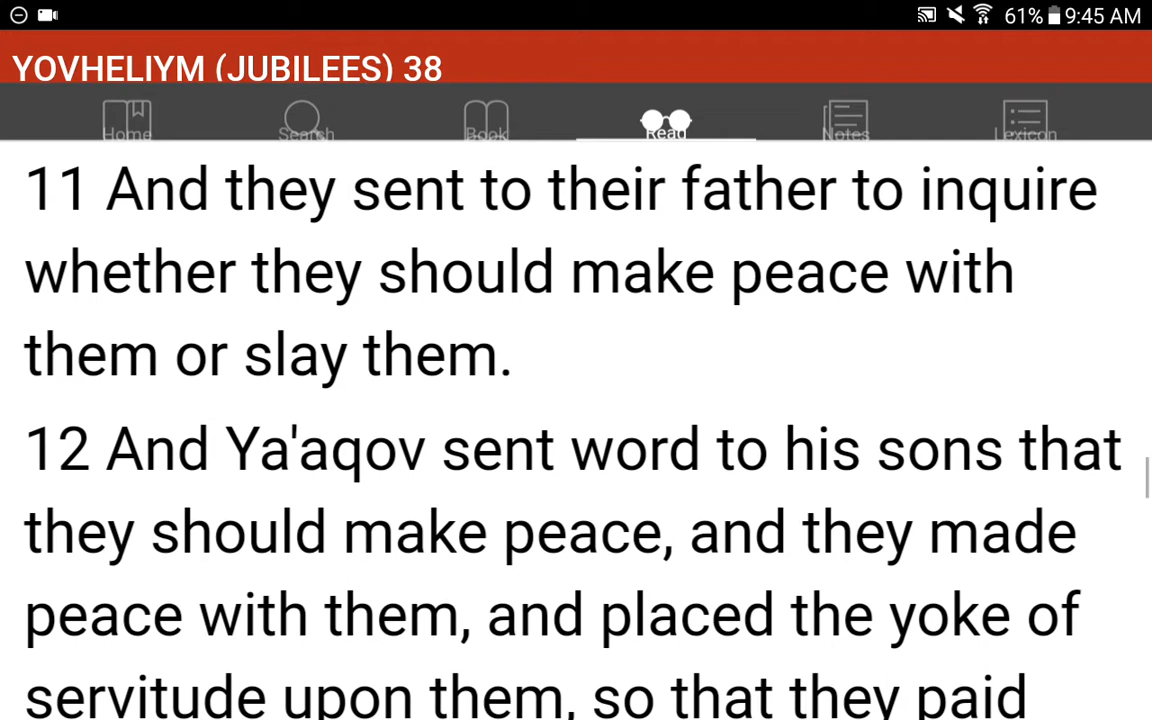 61% 9:45 AM
YOVHELIYM (JUBILEES) 38
Home Search Book Read Notes Lexicon
11 And they sent to their father to inquire
whether they should make peace with
them or slay them.
12 And Ya'aqov sent word to his sons that
they should make peace, and they made
peace with them, and placed the yoke of
servitude upon them, so that they paid